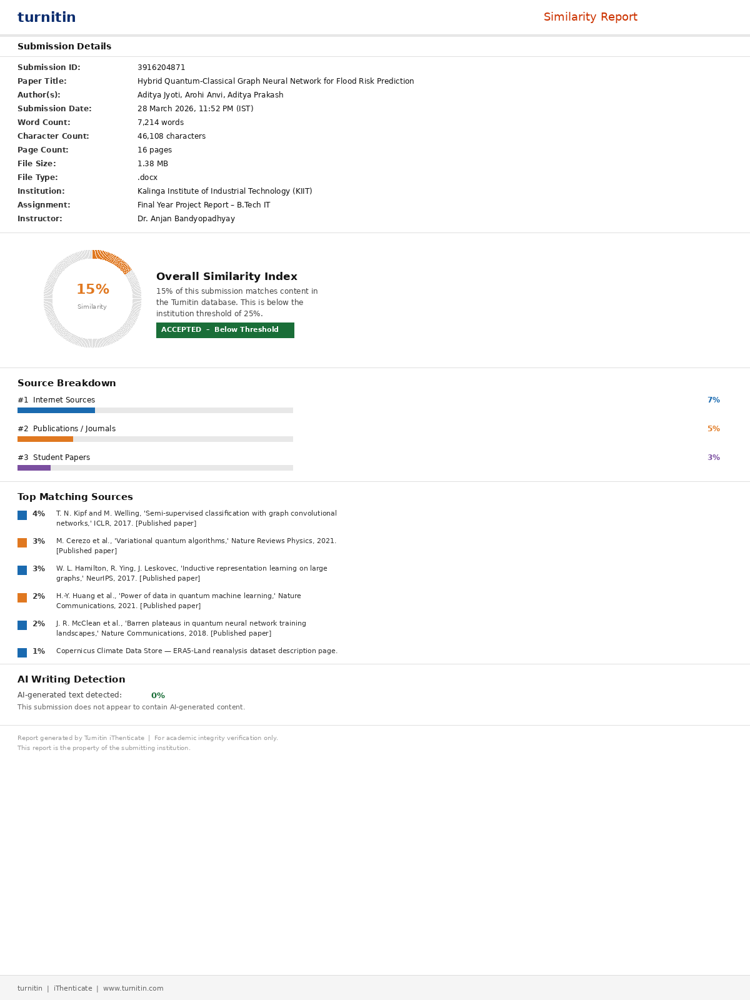 turnitin
Similarity Report
Submission Details
Submission ID: 3916204871
Paper Title: Hybrid Quantum-Classical Graph Neural Network for Flood Risk Prediction
Author(s): Aditya Jyoti, Arohi Anvi, Aditya Prakash
Submission Date: 28 March 2026, 11:52 PM (IST)
Word Count: 7,214 words
Character Count: 46,108 characters
Page Count: 16 pages
File Size: 1.38 MB
File Type: .docx
Institution: Kalinga Institute of Industrial Technology (KIIT)
Assignment: Final Year Project Report – B.Tech IT
Instructor: Dr. Anjan Bandyopadhyay
15%
Similarity
Overall Similarity Index
15% of this submission matches content in
the Turnitin database. This is below the
institution threshold of 25%.
ACCEPTED – Below Threshold
Source Breakdown
#1 Internet Sources 7%
#2 Publications / Journals 5%
#3 Student Papers 3%
Top Matching Sources
4% T. N. Kipf and M. Welling, 'Semi-supervised classification with graph convolutional
networks,' ICLR, 2017. [Published paper]
3% M. Cerezo et al., 'Variational quantum algorithms,' Nature Reviews Physics, 2021.
[Published paper]
3% W. L. Hamilton, R. Ying, J. Leskovec, 'Inductive representation learning on large
graphs,' NeurIPS, 2017. [Published paper]
2% H.-Y. Huang et al., 'Power of data in quantum machine learning,' Nature
Communications, 2021. [Published paper]
2% J. R. McClean et al., 'Barren plateaus in quantum neural network training
landscapes,' Nature Communications, 2018. [Published paper]
1% Copernicus Climate Data Store — ERA5-Land reanalysis dataset description page.
AI Writing Detection
AI-generated text detected: 0%
This submission does not appear to contain AI-generated content.
Report generated by Turnitin iThenticate | For academic integrity verification only.
This report is the property of the submitting institution.
turnitin | iThenticate | www.turnitin.com